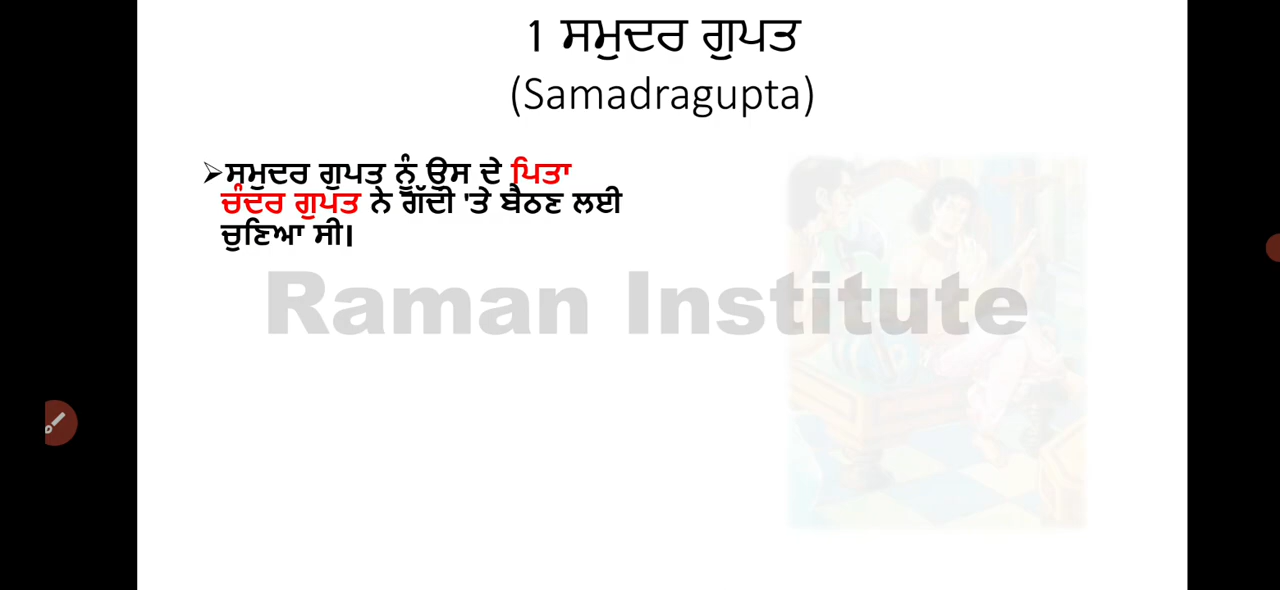 1 ਸਮੁਦਰ ਗੁਪਤ
(Samadragupta)
➢ਸਮੁਦਰ ਗੁਪਤ ਨੂੰ ਉਸ ਦੇ ਪਿਤਾ
ਚੰਦਰ ਗੁਪਤ ਨੇ ਗੱਦੀ 'ਤੇ ਬੈਠਣ ਲਈ
ਚੁਣਿਆ ਸੀ।
Raman Institute